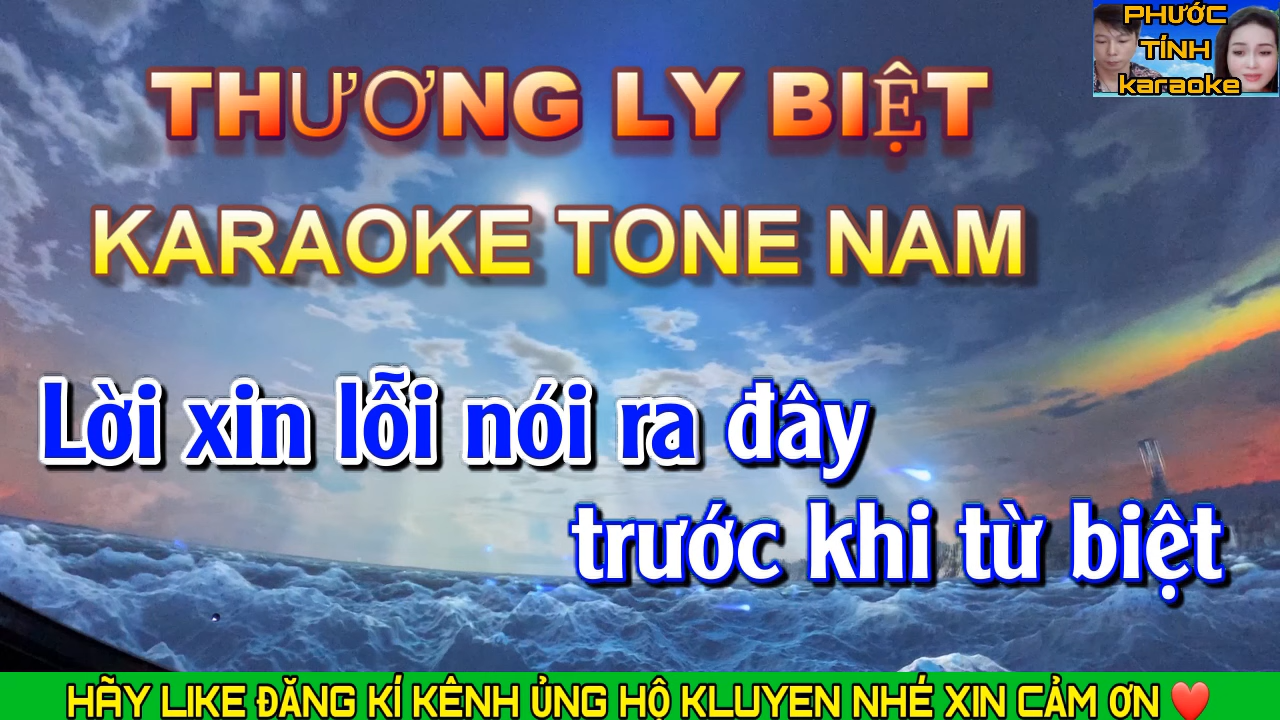 PHƯỚC
TÍNH
karaoke
THƯƠNG LY BIỆT
KARAOKE TONE NAM
Lời xin lỗi nói ra đây
trước khi từ biệt
HÃY LIKE ĐĂNG KÍ KÊNH ỦNG HỘ KLUYEN NHÉ XIN CẢM ƠN ❤️